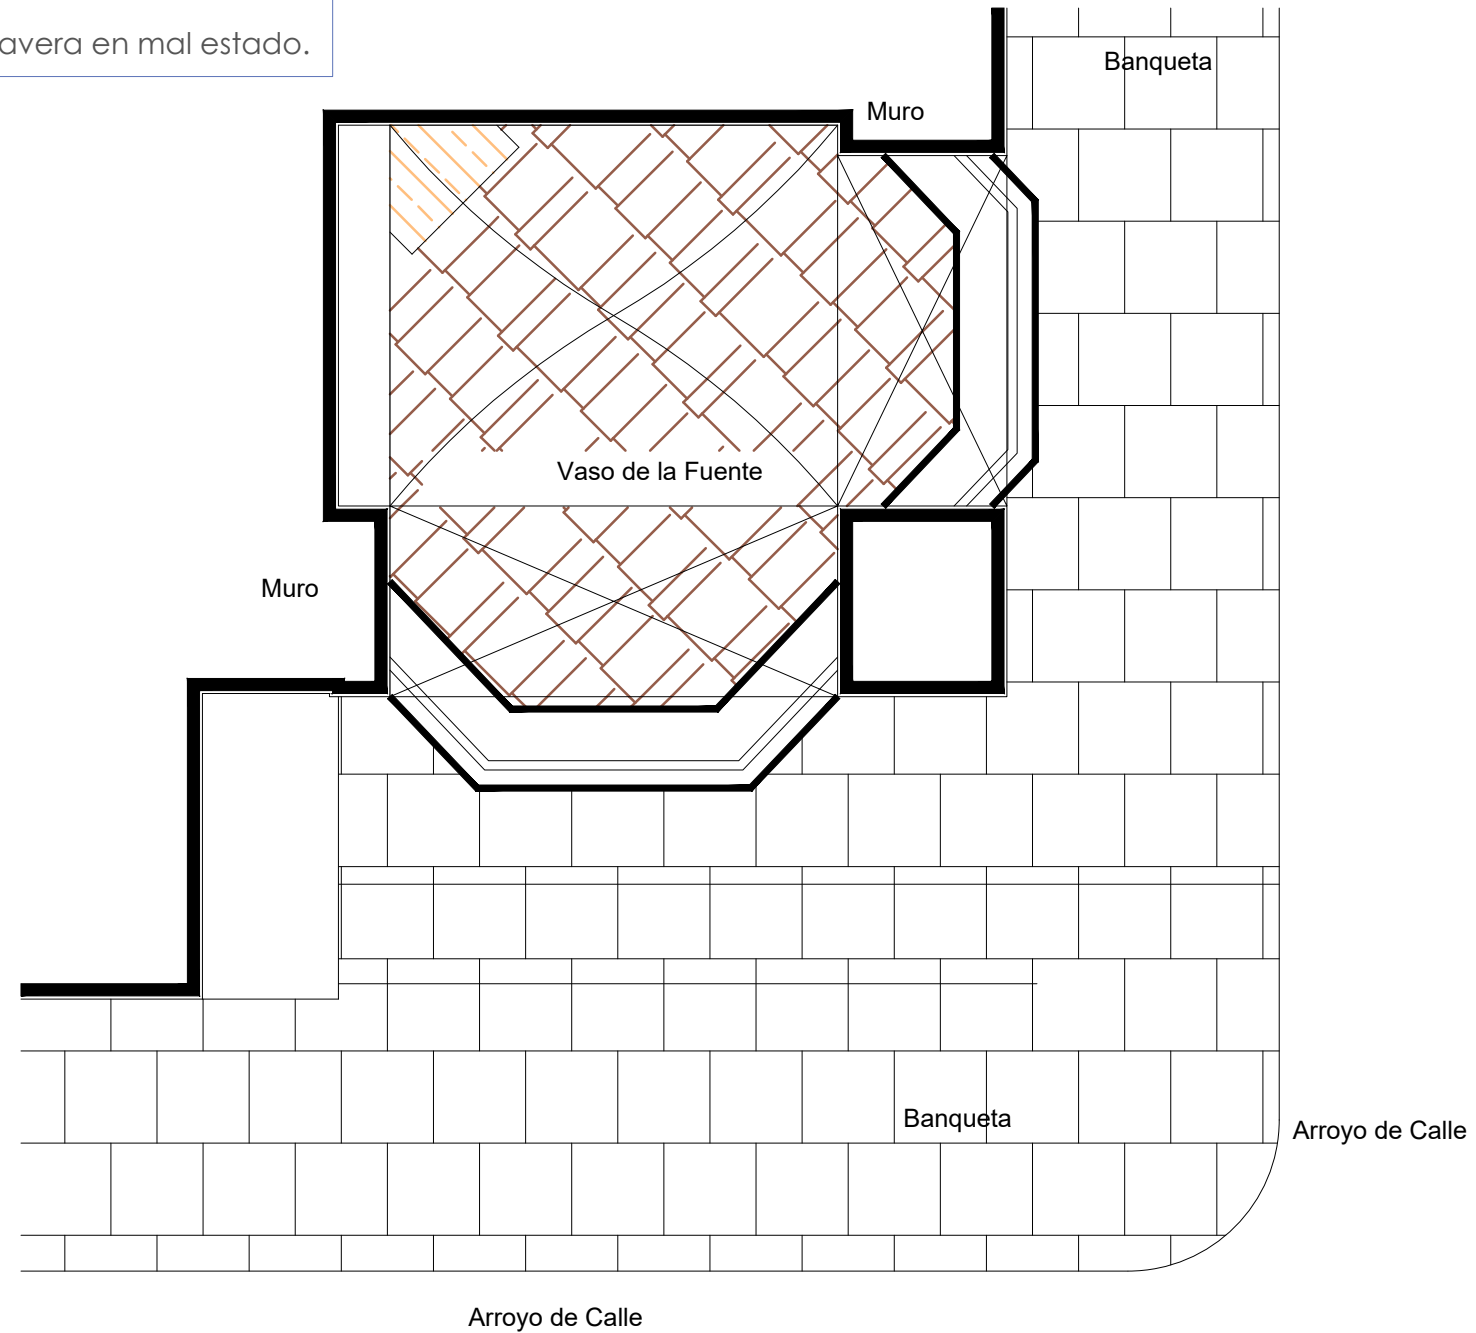 avera en mal estado.
Banqueta
Muro
Vaso de la Fuente
Muro
Banqueta
Arroyo de Calle
Arroyo de Calle